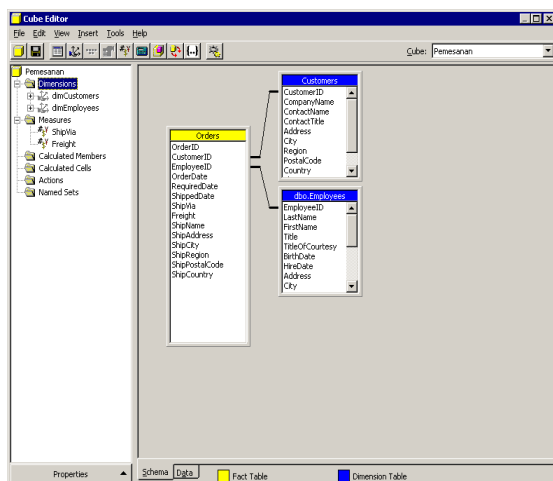 Cube Editor
File Edit View Insert Tools Help
Cube: Pemesanan
Pemesanan
Dimensions
dimCustomers
dimEmployees
Measures
ShipVia
Freight
Calculated Members
Calculated Cells
Actions
Named Sets
Orders
OrderID
CustomerID
EmployeeID
OrderDate
RequiredDate
ShippedDate
ShipVia
Freight
ShipName
ShipAddress
ShipCity
ShipRegion
ShipPostalCode
ShipCountry
Customers
CustomerID
CompanyName
ContactName
ContactTitle
Address
City
Region
PostalCode
Country
dbo.Employees
EmployeeID
LastName
FirstName
Title
TitleOfCourtesy
BirthDate
HireDate
Address
City
Properties
Schema Data
Fact Table Dimension Table